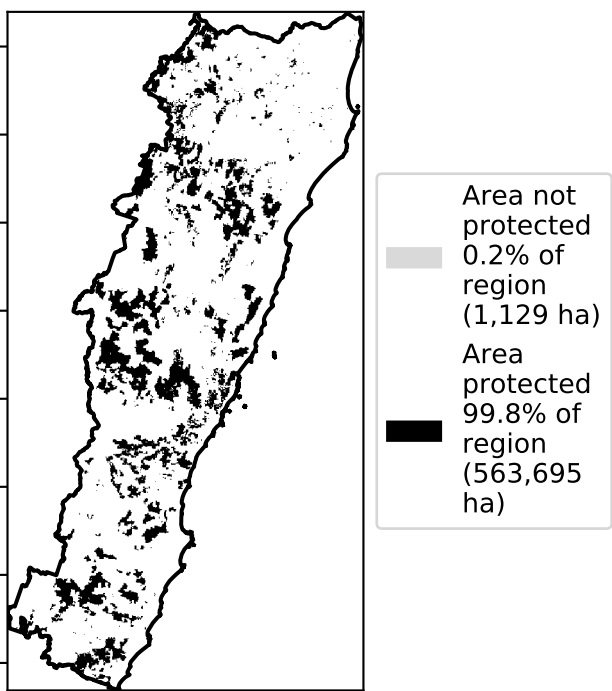 Area not
protected
0.2% of
region
(1,129 ha)
Area
protected
99.8% of
region
(563,695
ha)